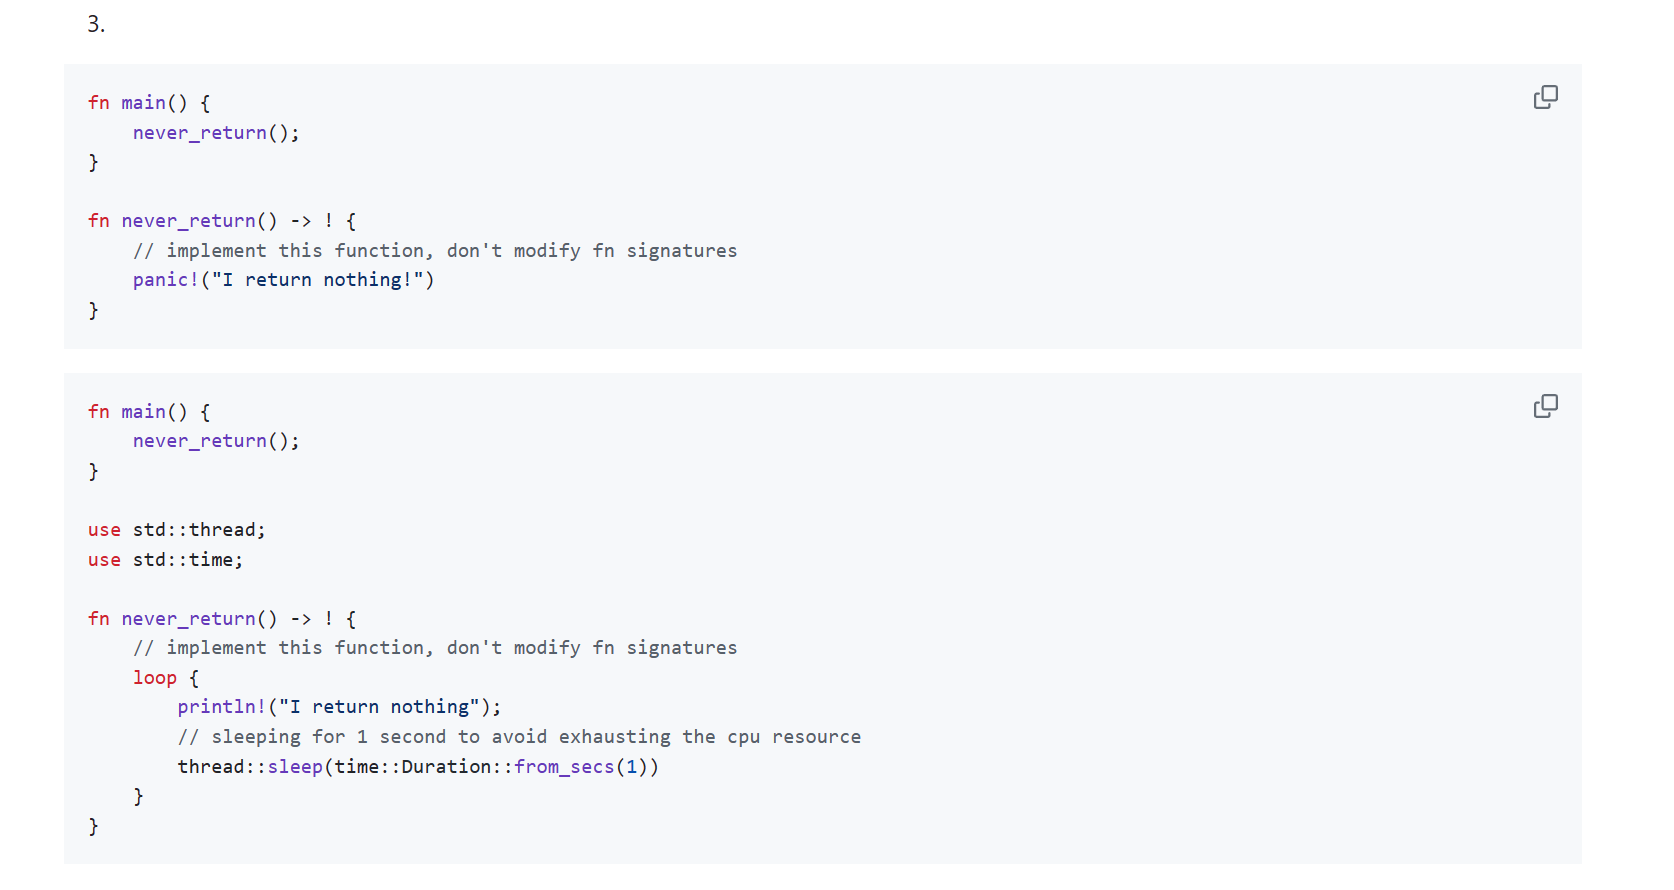 3.
fn main() {
    never_return();
}

fn never_return() -> ! {
    // implement this function, don't modify fn signatures
    panic!("I return nothing!")
}
fn main() {
    never_return();
}

use std::thread;
use std::time;

fn never_return() -> ! {
    // implement this function, don't modify fn signatures
    loop {
        println!("I return nothing");
        // sleeping for 1 second to avoid exhausting the cpu resource
        thread::sleep(time::Duration::from_secs(1))
    }
}